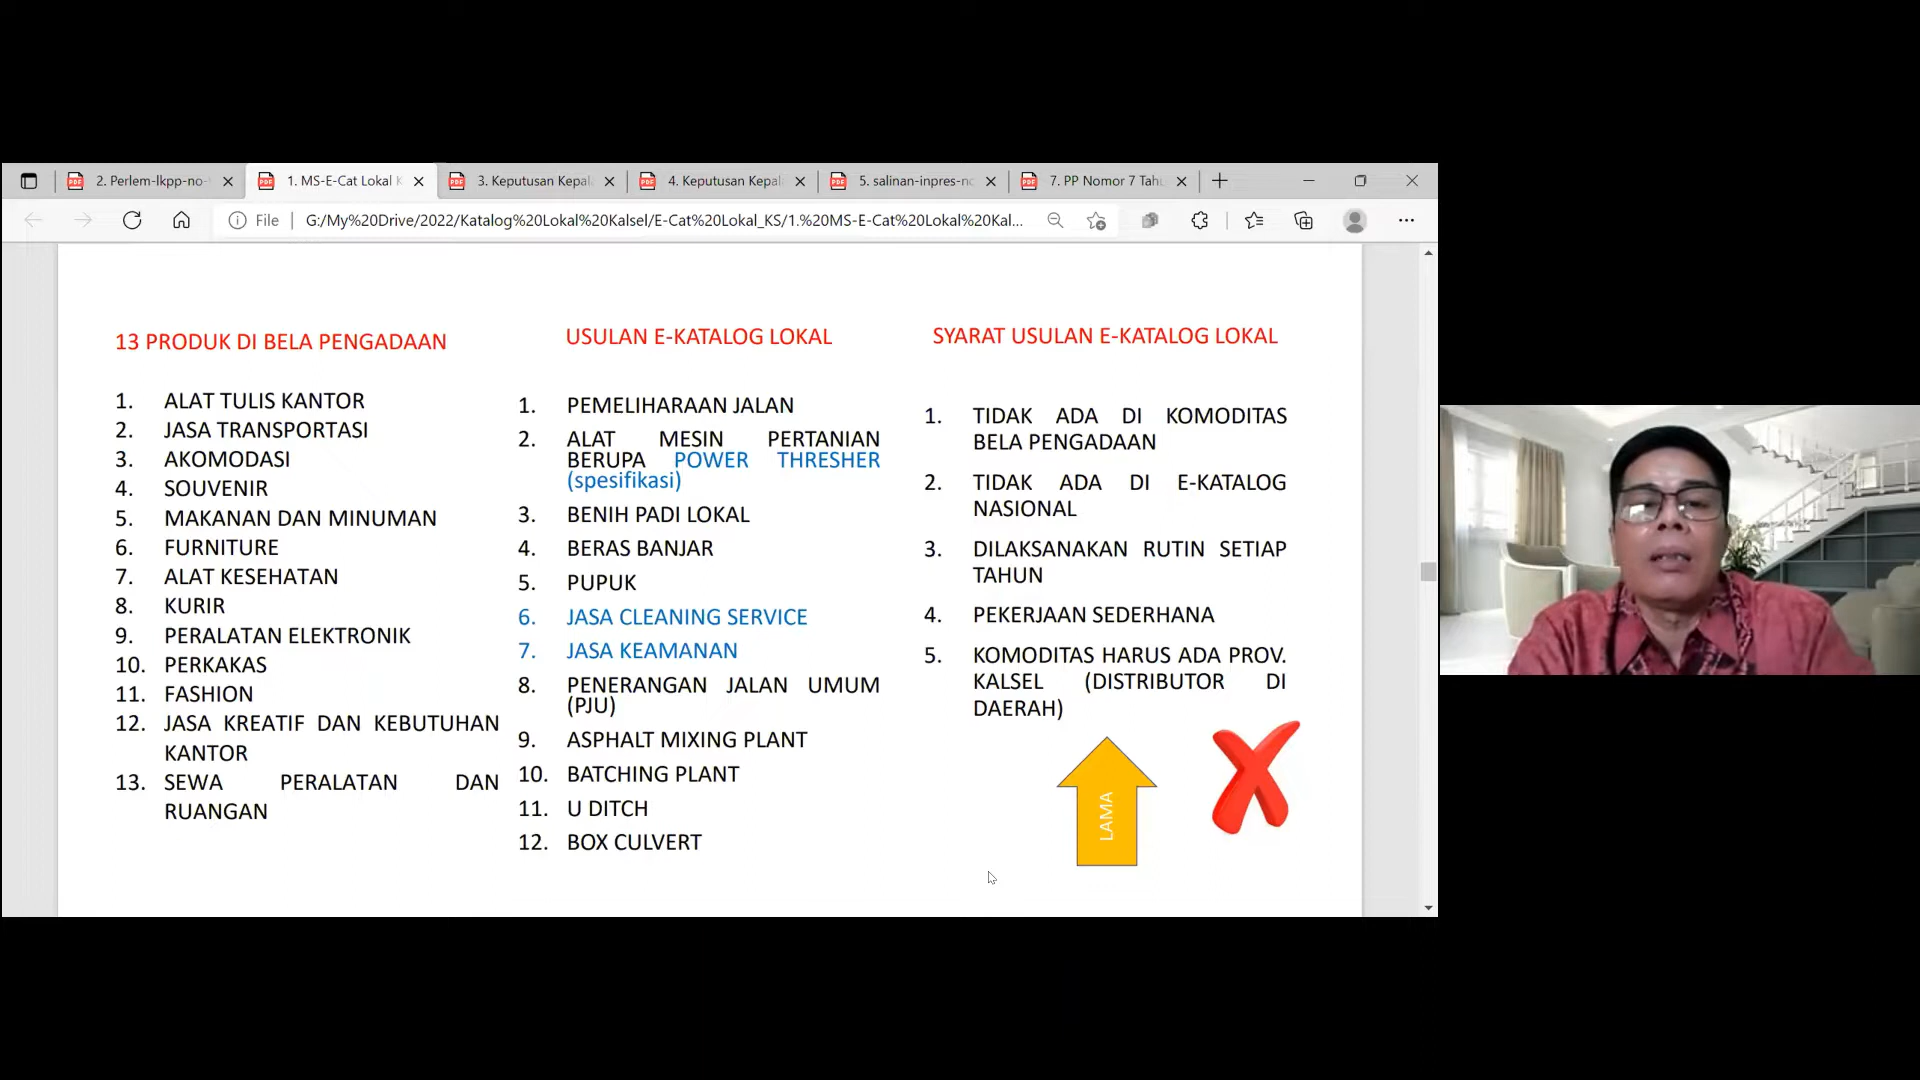 2. Perlem-lkpp-no-
1. MS-E-Cat Lokal K
3. Keputusan Kepal
4. Keputusan Kepal
5. salinan-inpres-no
7. PP Nomor 7 Tahu
File
G:/My%20Drive/2022/Katalog%20Lokal%20Kalsel/E-Cat%20Lokal_KS/1.%20MS-E-Cat%20Lokal%20Kal...
13 PRODUK DI BELA PENGADAAN
1. ALAT TULIS KANTOR
2. JASA TRANSPORTASI
3. AKOMODASI
4. SOUVENIR
5. MAKANAN DAN MINUMAN
6. FURNITURE
7. ALAT KESEHATAN
8. KURIR
9. PERALATAN ELEKTRONIK
10. PERKAKAS
11. FASHION
12. JASA KREATIF DAN KEBUTUHAN
KANTOR
13. SEWA PERALATAN DAN
RUANGAN
USULAN E-KATALOG LOKAL
1. PEMELIHARAAN JALAN
2. ALAT MESIN PERTANIAN
BERUPA POWER THRESHER
(spesifikasi)
3. BENIH PADI LOKAL
4. BERAS BANJAR
5. PUPUK
6. JASA CLEANING SERVICE
7. JASA KEAMANAN
8. PENERANGAN JALAN UMUM
(PJU)
9. ASPHALT MIXING PLANT
10. BATCHING PLANT
11. U DITCH
12. BOX CULVERT
SYARAT USULAN E-KATALOG LOKAL
1. TIDAK ADA DI KOMODITAS
BELA PENGADAAN
2. TIDAK ADA DI E-KATALOG
NASIONAL
3. DILAKSANAKAN RUTIN SETIAP
TAHUN
4. PEKERJAAN SEDERHANA
5. KOMODITAS HARUS ADA PROV.
KALSEL (DISTRIBUTOR DI
DAERAH)
LAMA